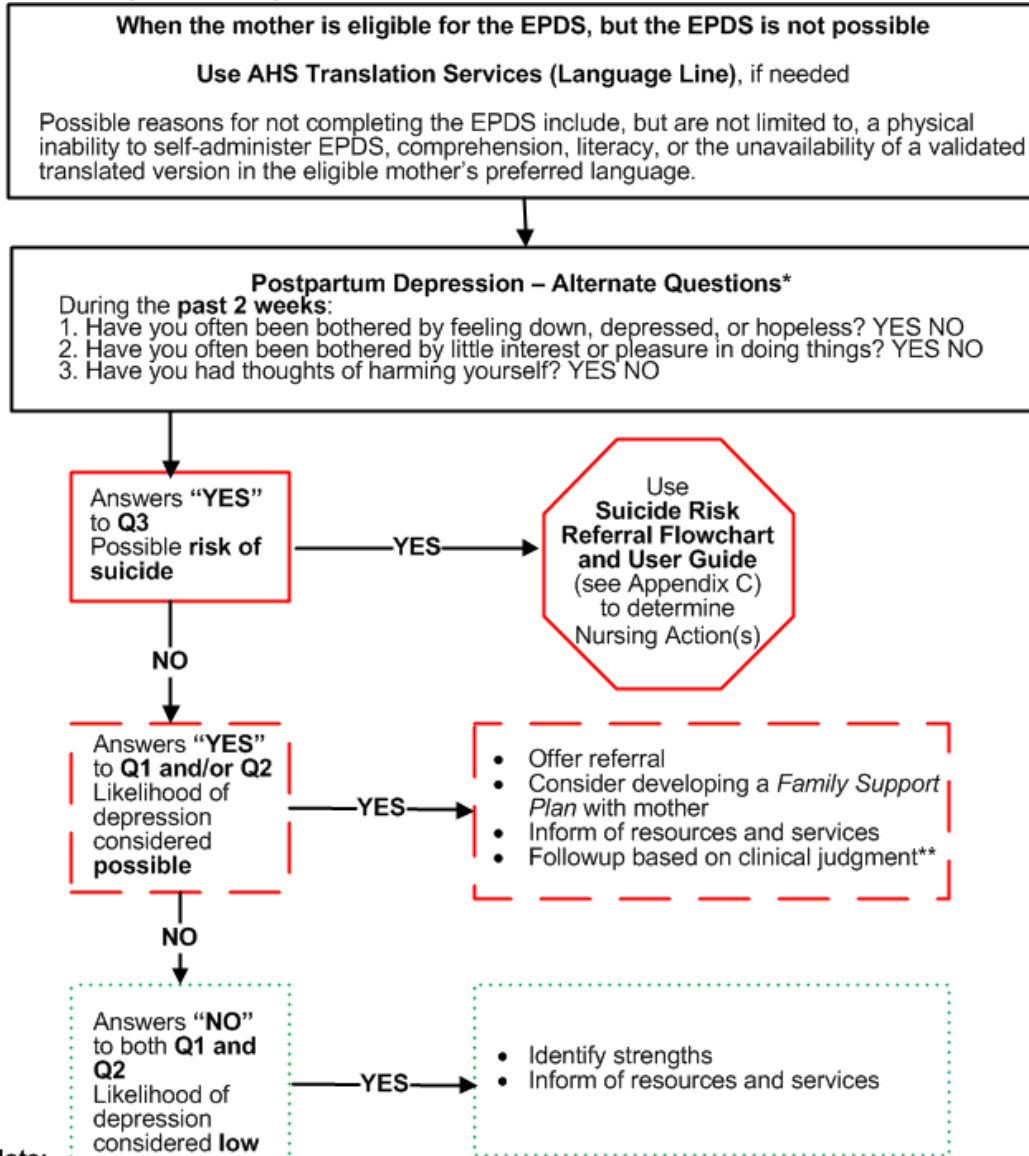 When the mother is eligible for the EPDS, but the EPDS is not possible
Use AHS Translation Services (Language Line), if needed
Possible reasons for not completing the EPDS include, but are not limited to, a physical
inability to self-administer EPDS, comprehension, literacy, or the unavailability of a validated
translated version in the eligible mother's preferred language.
Postpartum Depression – Alternate Questions*
During the past 2 weeks:
1. Have you often been bothered by feeling down, depressed, or hopeless? YES NO
2. Have you often been bothered by little interest or pleasure in doing things? YES NO
3. Have you had thoughts of harming yourself? YES NO
Answers “YES”
to Q3
Possible risk of
suicide
YES
Use
Suicide Risk
Referral Flowchart
and User Guide
(see Appendix C)
to determine
Nursing Action(s)
NO
Answers “YES”
to Q1 and/or Q2
Likelihood of
depression
considered
possible
YES
• Offer referral
• Consider developing a Family Support
Plan with mother
• Inform of resources and services
• Followup based on clinical judgment**
NO
Answers “NO”
to both Q1 and
Q2
Likelihood of
depression
considered low
YES
• Identify strengths
• Inform of resources and services